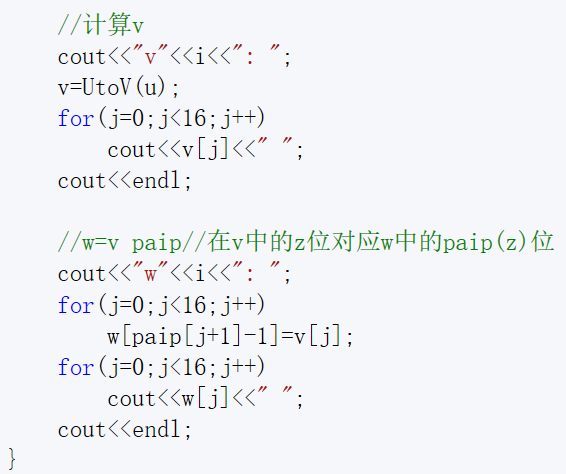 //计算v
cout<<"v"<<i<<": ";
v=UtoV(u);
for(j=0;j<16;j++)
cout<<v[j]<<" ";
cout<<endl;
//w=v paip//在v中的z位对应w中的paip(z)位
cout<<"w"<<i<<": ";
for(j=0;j<16;j++)
w[paip[j+1]-1]=v[j];
for(j=0;j<16;j++)
cout<<w[j]<<" ";
cout<<endl;
}